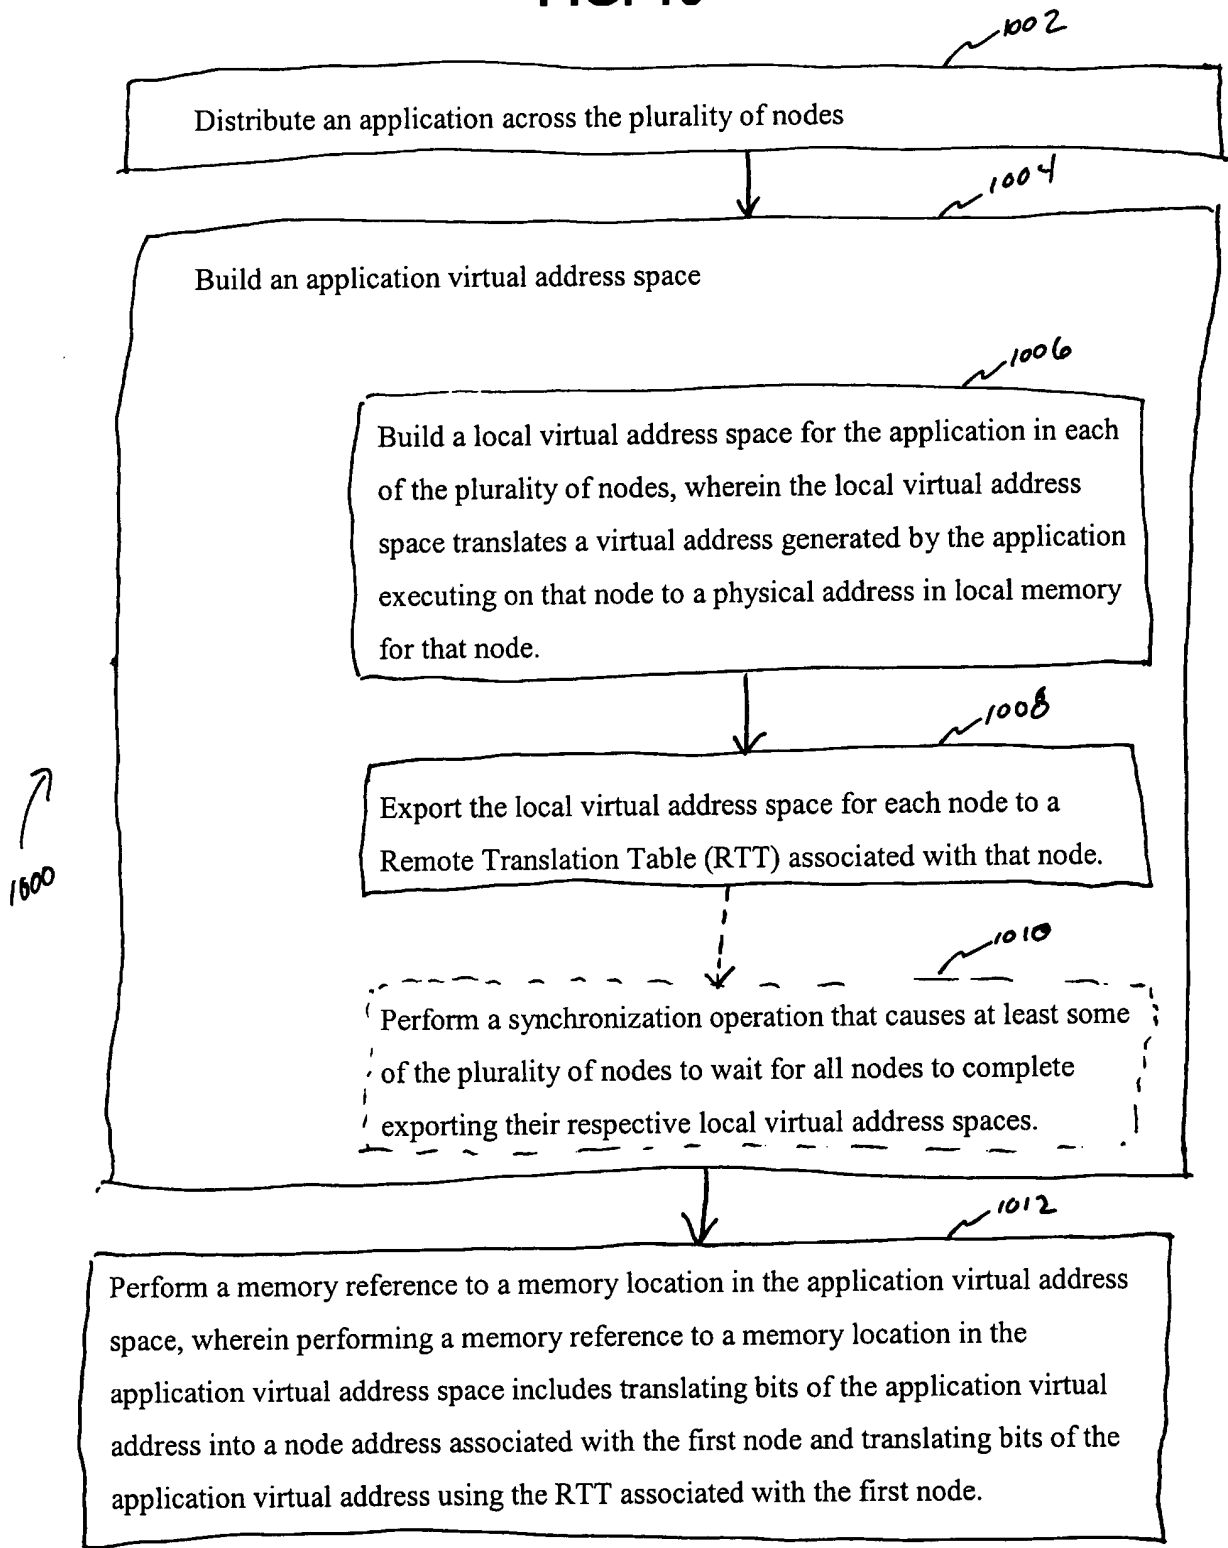 1002
Distribute an application across the plurality of nodes
1004
Build an application virtual address space
1006
Build a local virtual address space for the application in each
of the plurality of nodes, wherein the local virtual address
space translates a virtual address generated by the application
executing on that node to a physical address in local memory
for that node.
1008
Export the local virtual address space for each node to a
Remote Translation Table (RTT) associated with that node.
1000
1010
Perform a synchronization operation that causes at least some
of the plurality of nodes to wait for all nodes to complete
exporting their respective local virtual address spaces.
1012
Perform a memory reference to a memory location in the application virtual address
space, wherein performing a memory reference to a memory location in the
application virtual address space includes translating bits of the application virtual
address into a node address associated with the first node and translating bits of the
application virtual address using the RTT associated with the first node.